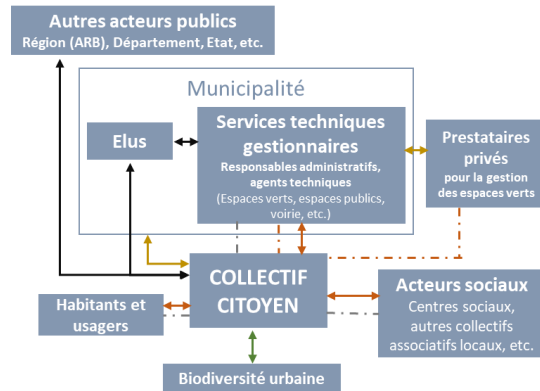 Autres acteurs publics
Région (ARB), Département, Etat, etc.
Municipalité
Elus
Services techniques
gestionnaires
Responsables administratifs,
agents techniques
(Espaces verts, espaces publics,
voirie, etc.)
Prestataires
privés
pour la gestion
des espaces verts
COLLECTIF
CITOYEN
Habitants et
usagers
Acteurs sociaux
Centres sociaux,
autres collectifs
associatifs locaux, etc.
Biodiversité urbaine